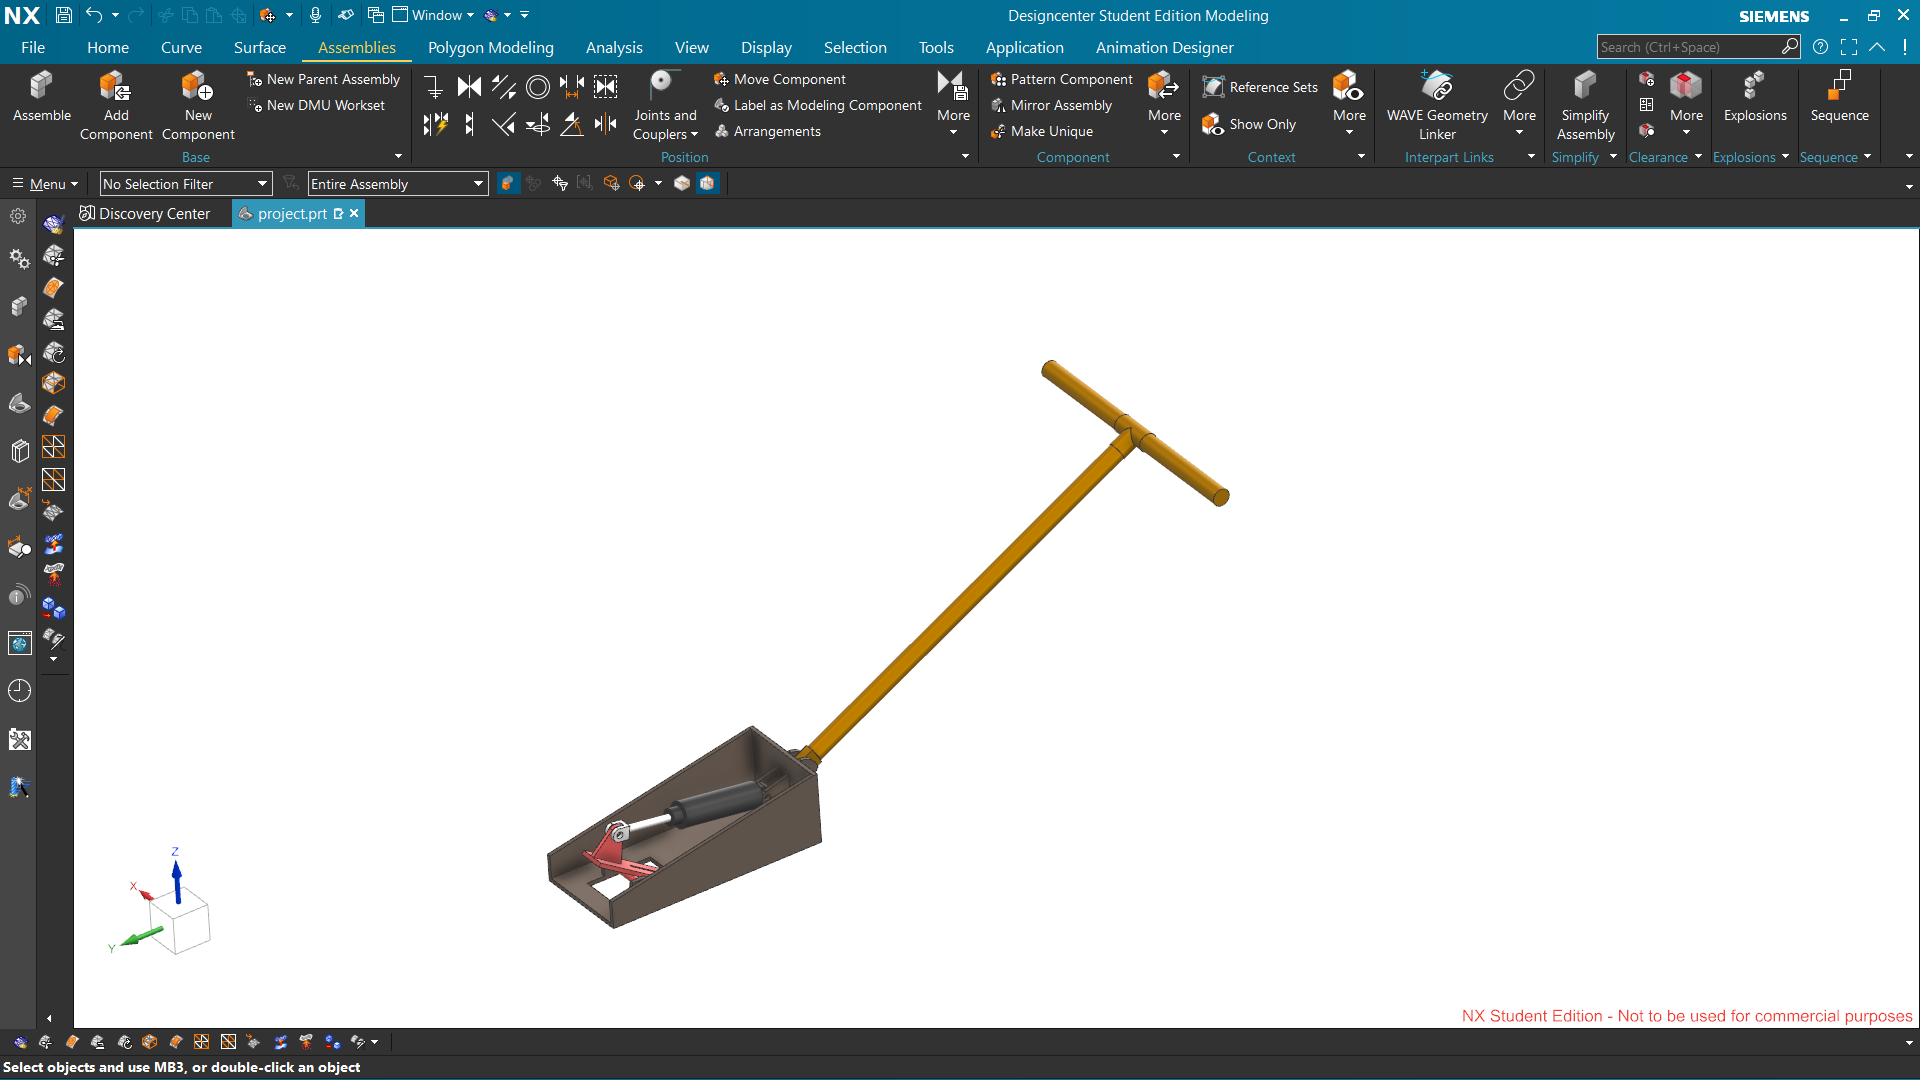 NX Window Designcenter Student Edition Modeling SIEMENS
File Home Curve Surface Assemblies Polygon Modeling Analysis View Display Selection Tools Application Animation Designer Search (Ctrl+Space)
Assemble
Add Component
New Component
New Parent Assembly
New DMU Workset
Base
Joints and Couplers
Move Component
Label as Modeling Component
Arrangements
More
Position
Pattern Component
Mirror Assembly
Make Unique
More
Component
Reference Sets
Show Only
More
Context
WAVE Geometry Linker
More
Interpart Links
Simplify Assembly
Simplify
More
Clearance
Explosions
Explosions
Sequence
Sequence
Menu No Selection Filter Entire Assembly
Discovery Center project.prt
Z
X
Y
NX Student Edition - Not to be used for commercial purposes
Select objects and use MB3, or double-click an object